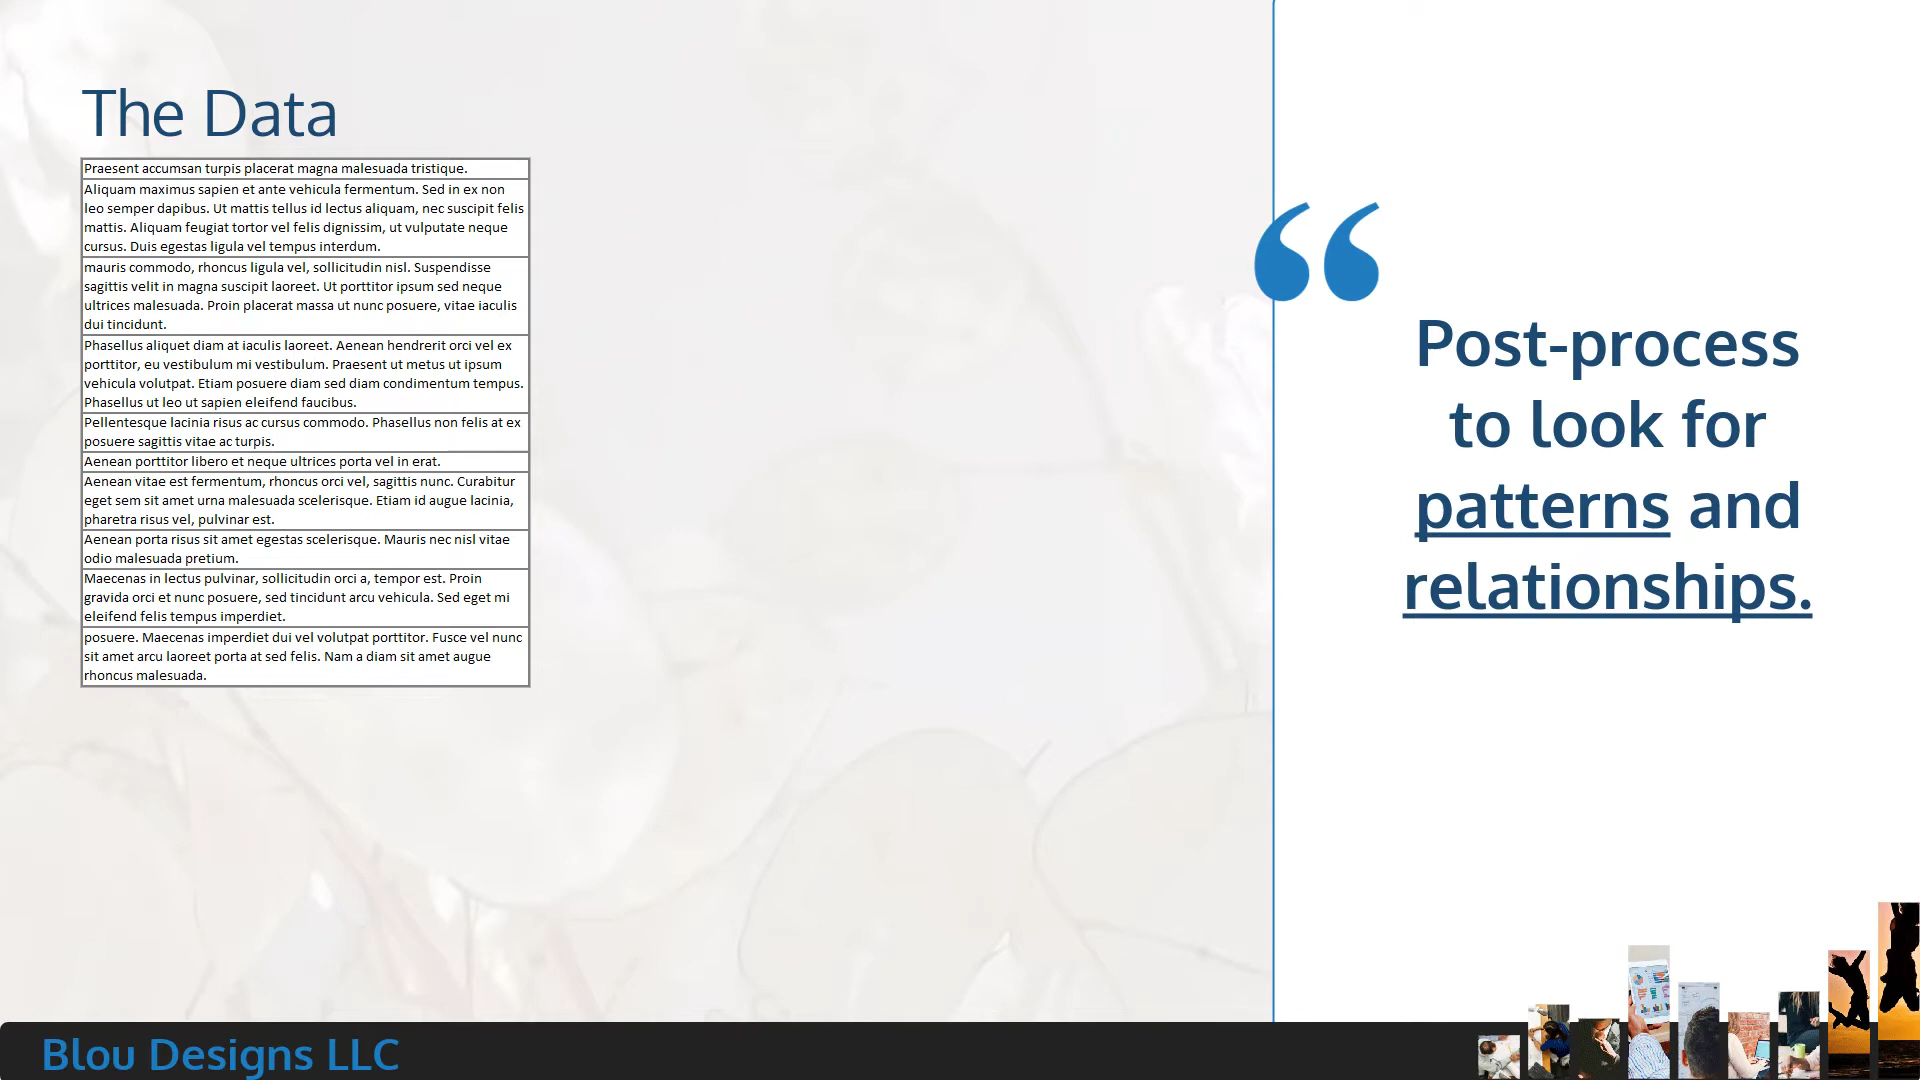 The Data
Praesent accumsan turpis placerat magna malesuada tristique.
Aliquam maximus sapien et ante vehicula fermentum. Sed in ex non
leo semper dapibus. Ut mattis tellus id lectus aliquam, nec suscipit felis
mattis. Aliquam feugiat tortor vel felis dignissim, ut vulputate neque
cursus. Duis egestas ligula vel tempus interdum.
mauris commodo, rhoncus ligula vel, sollicitudin nisl. Suspendisse
sagittis velit in magna suscipit laoreet. Ut porttitor ipsum sed neque
ultrices malesuada. Proin placerat massa ut nunc posuere, vitae iaculis
dui tincidunt.
Phasellus aliquet diam at iaculis laoreet. Aenean hendrerit orci vel ex
porttitor, eu vestibulum mi vestibulum. Praesent ut metus ut ipsum
vehicula volutpat. Etiam posuere diam sed diam condimentum tempus.
Phasellus ut leo ut sapien eleifend faucibus.
Pellentesque lacinia risus ac cursus commodo. Phasellus non felis at ex
posuere sagittis vitae ac turpis.
Aenean porttitor libero et neque ultrices porta vel in erat.
Aenean vitae est fermentum, rhoncus orci vel, sagittis nunc. Curabitur
eget sem sit amet urna malesuada scelerisque. Etiam id augue lacinia,
pharetra risus vel, pulvinar est.
Aenean porta risus sit amet egestas scelerisque. Mauris nec nisl vitae
odio malesuada pretium.
Maecenas in lectus pulvinar, sollicitudin orci a, tempor est. Proin
gravida orci et nunc posuere, sed tincidunt arcu vehicula. Sed eget mi
eleifend felis tempus imperdiet.
posuere. Maecenas imperdiet dui vel volutpat porttitor. Fusce vel nunc
sit amet arcu laoreet porta at sed felis. Nam a diam sit amet augue
rhoncus malesuada.
“
Post-process
to look for
patterns and
relationships.
Blou Designs LLC